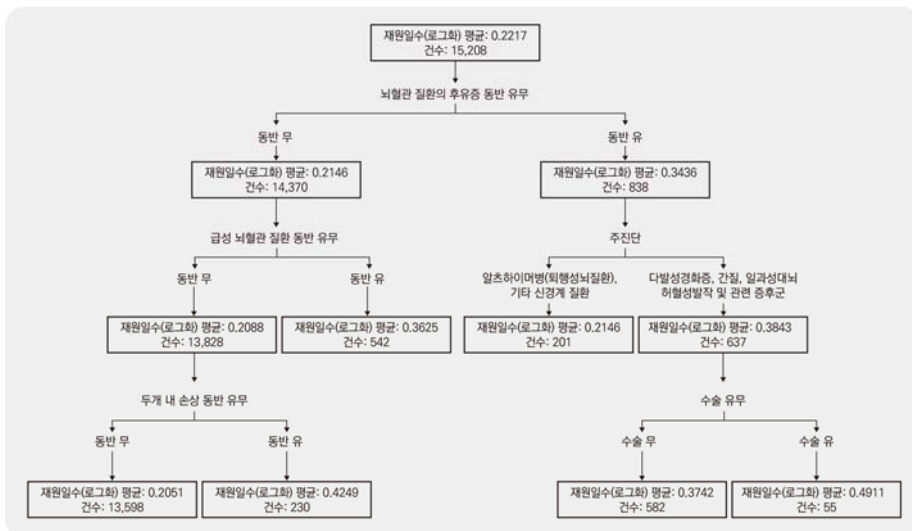 재원일수(로그화) 평균: 0.2217
건수: 15,208
뇌혈관 질환의 후유증 동반 유무
동반 무
동반 유
재원일수(로그화) 평균: 0.2146
건수: 14,370
재원일수(로그화) 평균: 0.3436
건수: 838
급성 뇌혈관 질환 동반 유무
주진단
동반 무
동반 유
알츠하이머병(퇴행성뇌질환),
기타 신경계 질환
다발성경화증, 간질, 일과성대뇌
허혈성발작 및 관련 증후군
재원일수(로그화) 평균: 0.2088
건수: 13,828
재원일수(로그화) 평균: 0.3625
건수: 542
재원일수(로그화) 평균: 0.2146
건수: 201
재원일수(로그화) 평균: 0.3843
건수: 637
두개 내 손상 동반 유무
수술 유무
동반 무
동반 유
수술 무
수술 유
재원일수(로그화) 평균: 0.2051
건수: 13,598
재원일수(로그화) 평균: 0.4249
건수: 230
재원일수(로그화) 평균: 0.3742
건수: 582
재원일수(로그화) 평균: 0.4911
건수: 55